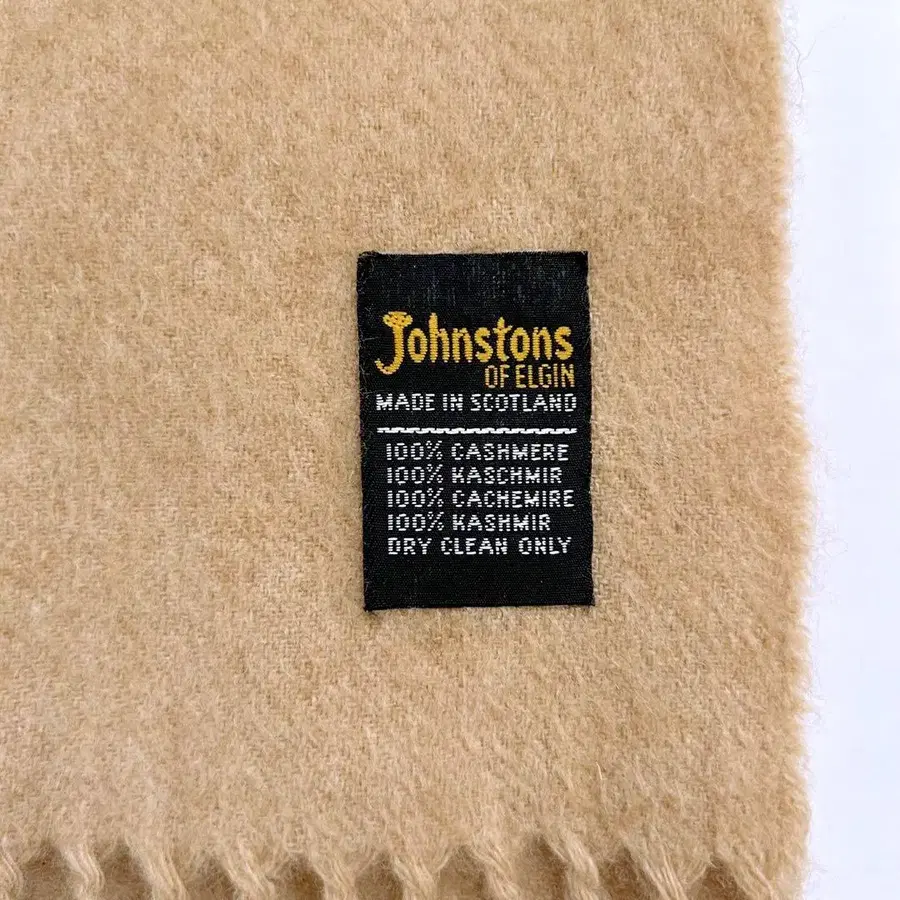 Johnstons
OF ELGIN
MADE IN SCOTLAND
100% CASHMERE
100% KASCHMIR
100% CACHEMIRE
100% KASHMIR
DRY CLEAN ONLY